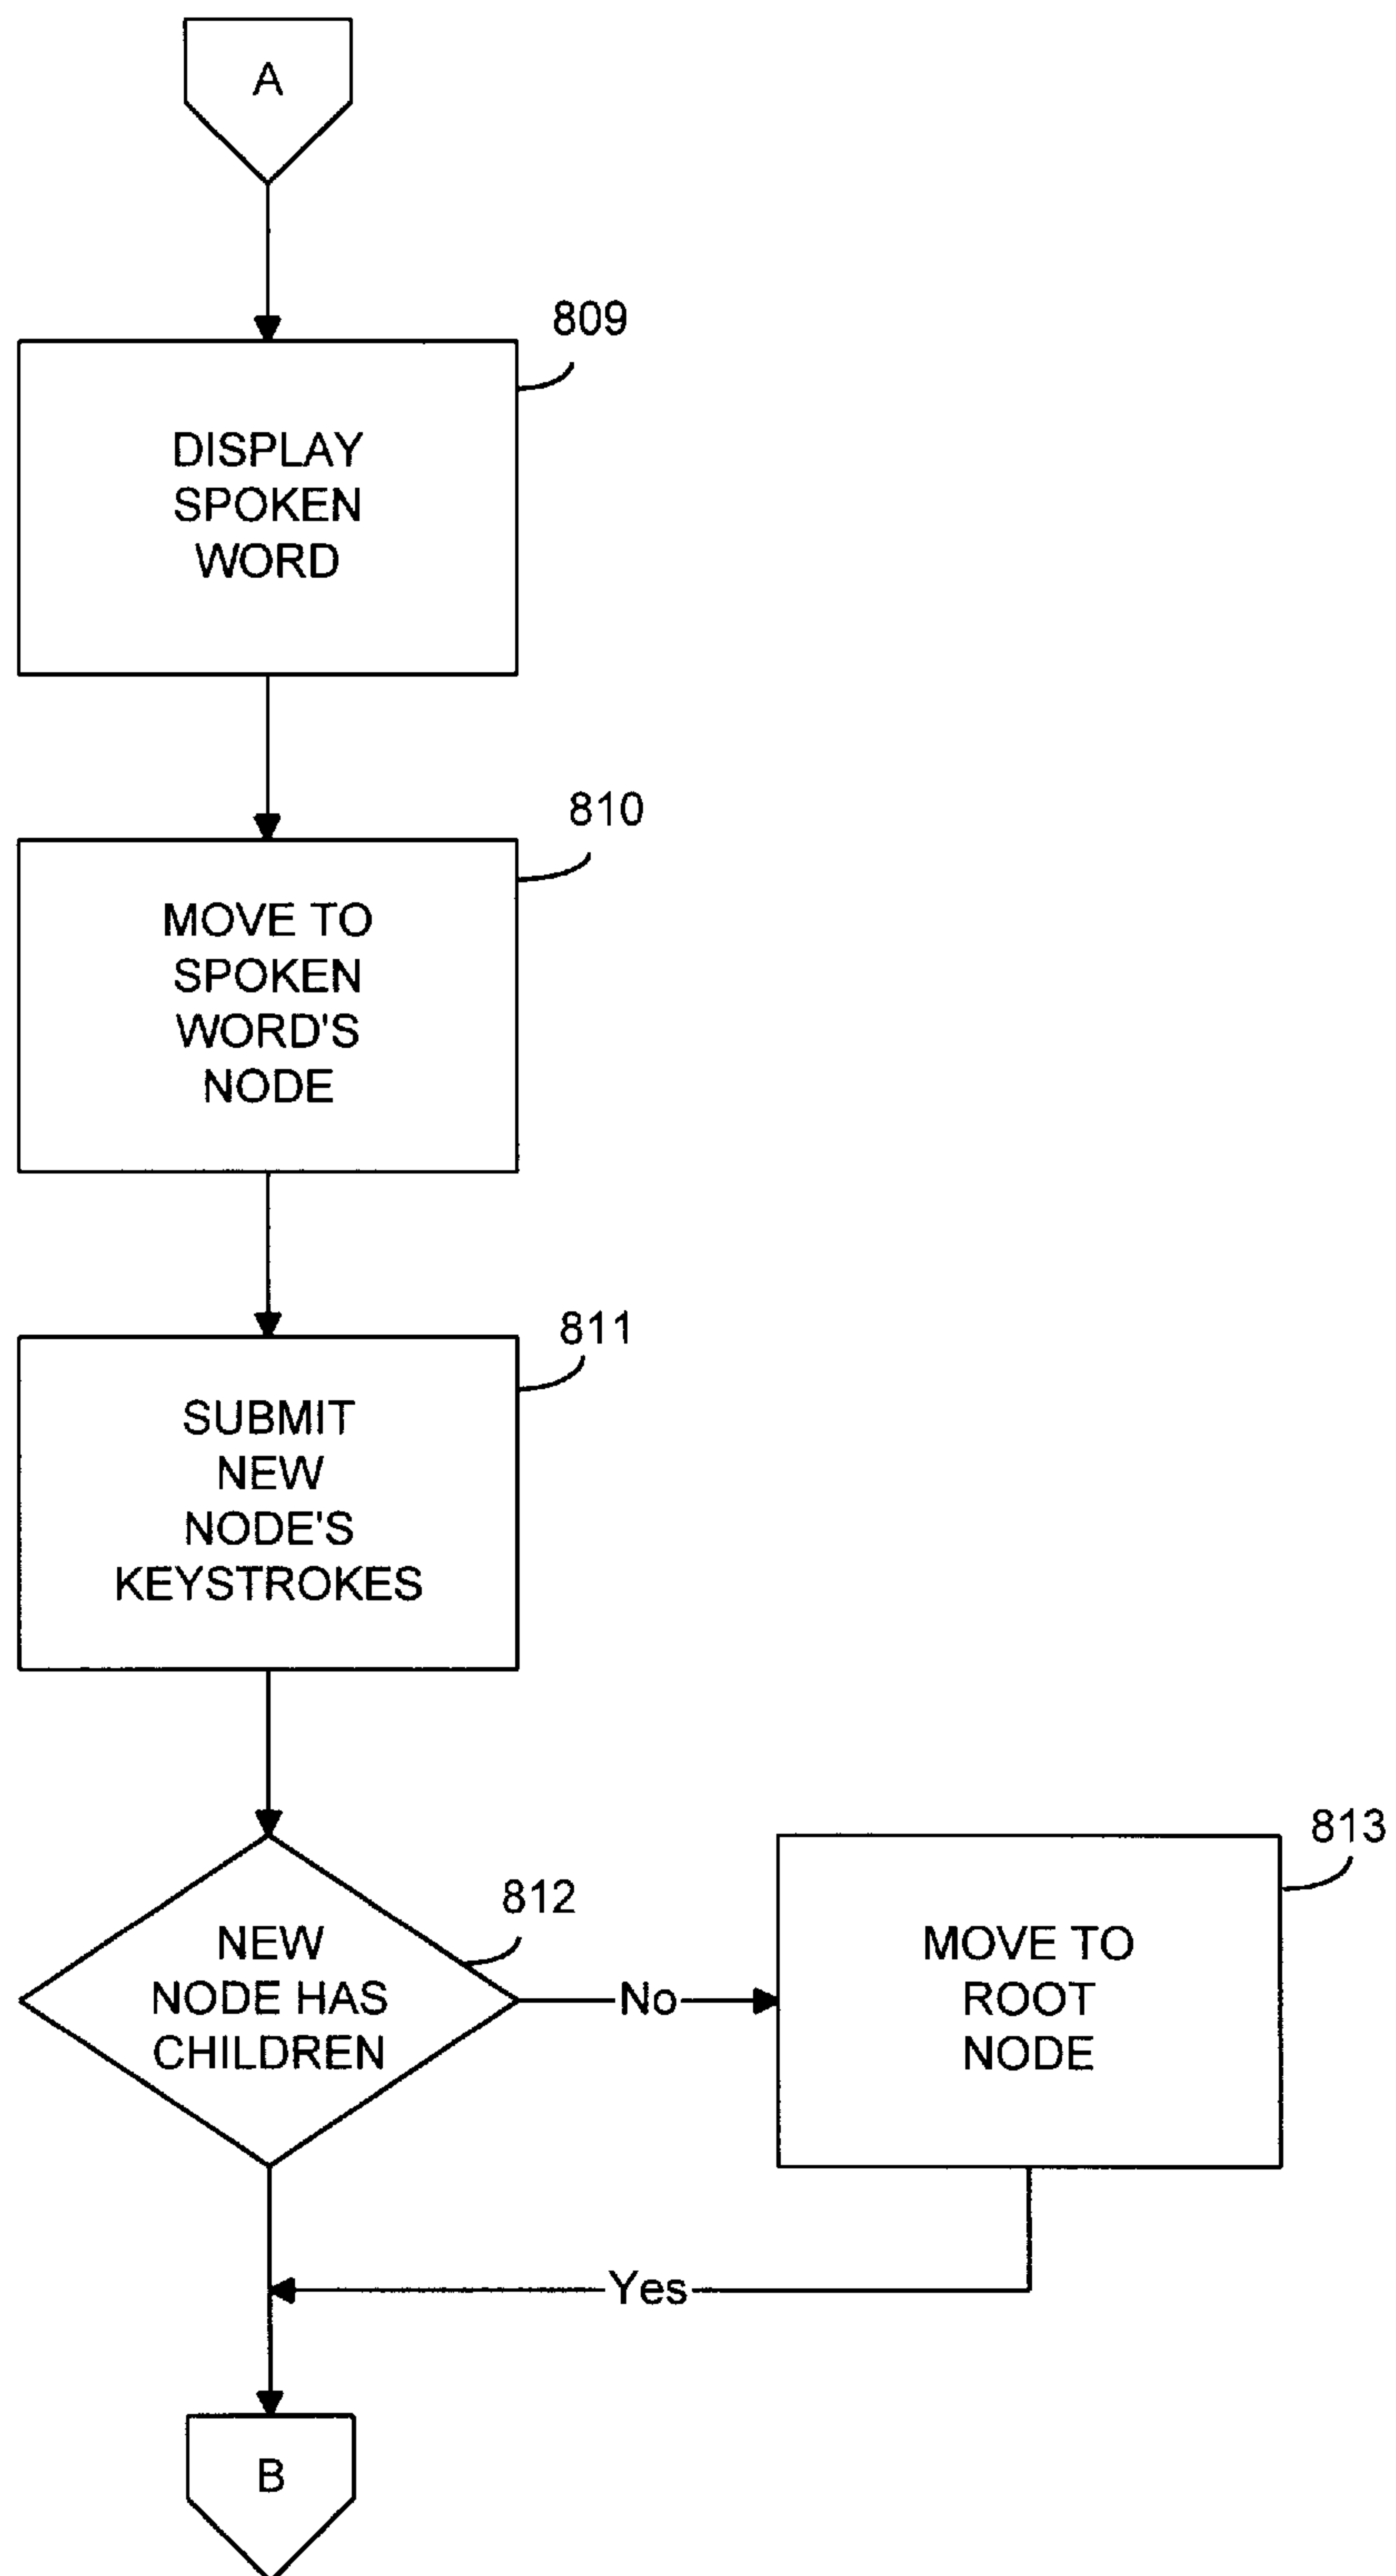 A
809
DISPLAY
SPOKEN
WORD
810
MOVE TO
SPOKEN
WORD'S
NODE
811
SUBMIT
NEW
NODE'S
KEYSTROKES
812
NEW
NODE HAS
CHILDREN
No
813
MOVE TO
ROOT
NODE
Yes
B